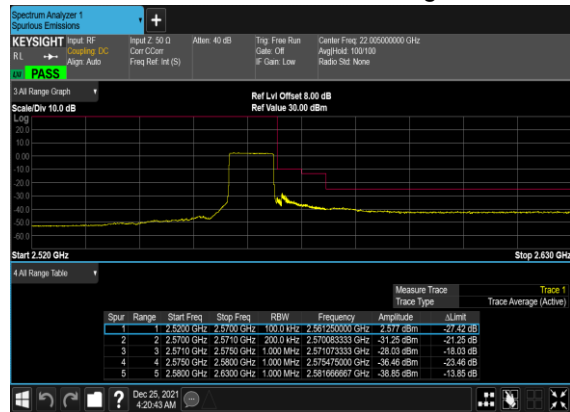 Spectrum Analyzer 1
Spurious Emissions
+
KEYSIGHT Input: RF Input Z: 50 Ω Atten: 40 dB Trig: Free Run Center Freq: 22.005000000 GHz
RL Coupling: DC Corr CCorr Gate: Off Avg|Hold: 100/100
Align: Auto Freq Ref: Int (S) IF Gain: Low Radio Std: None
LW PASS
3 All Range Graph Ref Lvl Offset 8.00 dB
Scale/Div 10.0 dB Ref Value 30.00 dBm
Log
20.0
10.0
0.00
-10.0
-20.0
-30.0
-40.0
-50.0
-60.0
Start 2.520 GHz Stop 2.630 GHz
4 All Range Table
Measure Trace Trace 1
Trace Type Trace Average (Active)
Spur Range Start Freq Stop Freq RBW Frequency Amplitude ΔLimit
1 1 2.5200 GHz 2.5700 GHz 100.0 kHz 2.561250000 GHz 2.577 dBm -27.42 dB
2 2 2.5700 GHz 2.5710 GHz 200.0 kHz 2.570083333 GHz -31.25 dBm -21.25 dB
3 3 2.5710 GHz 2.5750 GHz 1.000 MHz 2.571073333 GHz -28.03 dBm -18.03 dB
4 4 2.5750 GHz 2.5800 GHz 1.000 MHz 2.575475000 GHz -36.46 dBm -23.46 dB
5 5 2.5800 GHz 2.6300 GHz 1.000 MHz 2.581666667 GHz -38.85 dBm -13.85 dB
? Dec 25, 2021
4:20:43 AM